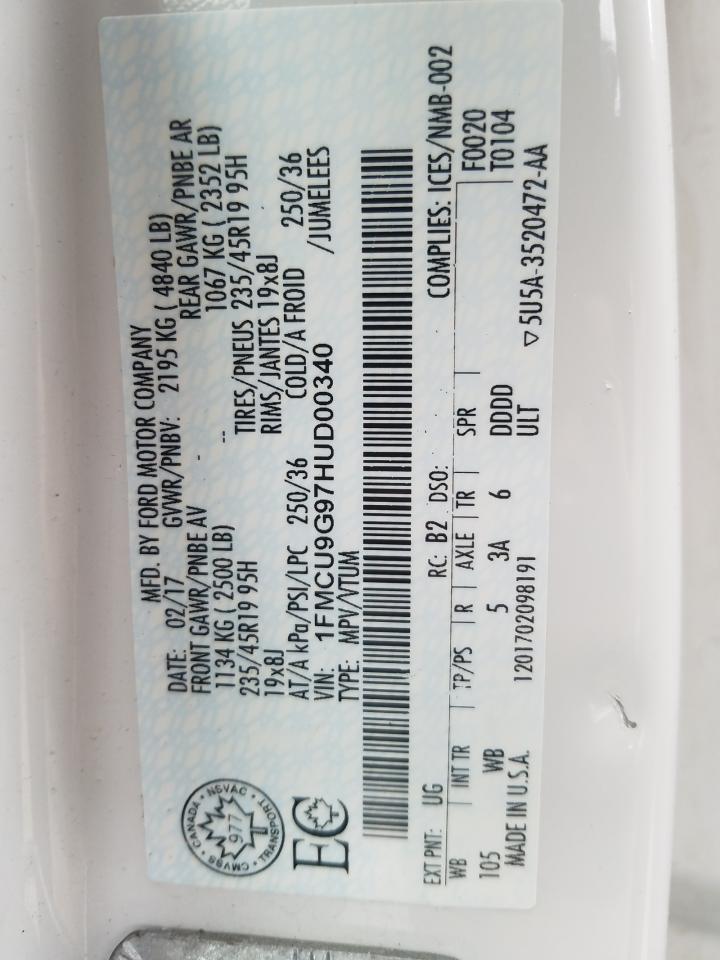 MFD. BY FORD MOTOR COMPANY
DATE: 02/17 GVWR/PNBV: 2195 KG ( 4840 LB)
FRONT GAWR/PNBE AV REAR GAWR/PNBE AR
1134 KG ( 2500 LB) 1067 KG ( 2352 LB)
235/45R19 95H TIRES/PNEUS 235/45R19 95H
19x8J RIMS/JANTES 19x8J
AT/A kPa/PSI/LPC 250/36 COLD/A FROID 250/36
VIN: 1FMCU9G97HUD00340 /JUMELEES
TYPE: MPV/VTUM
CANADA • NSVAC • TRANSPORT • CMVSS
977
EC
EXT PNT: UG RC: B2 DSO: COMPLIES: ICES/NMB-002
WB INT TR TP/PS R AXLE TR SPR F0020
105 WB 5 3A 6 DDDD T0104
MADE IN U.S.A. 1201702098191 ULT ▽ 5U5A-3520472-AA